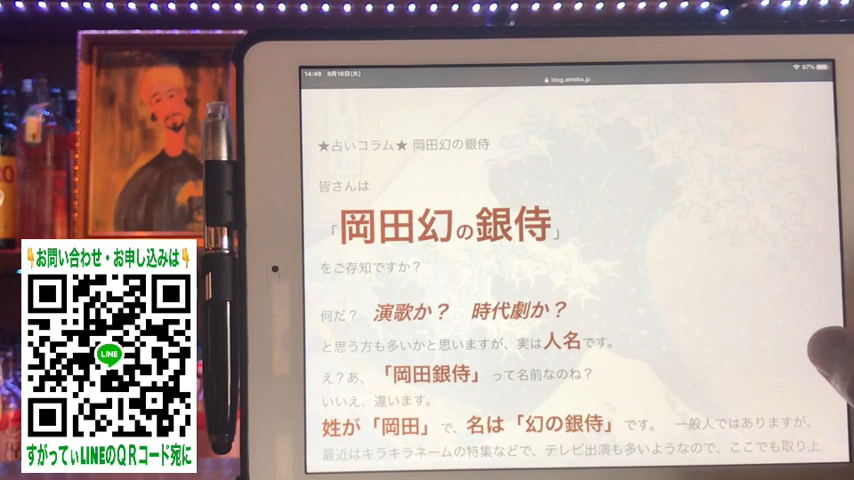 14:46 8月18日(火)
97%
blog.ameba.jp
★占いコラム★ 岡田幻の銀侍
皆さんは
「岡田幻の銀侍」
をご存知ですか？
何だ？ 演歌か？ 時代劇か？
と思う方も多いかと思いますが、実は人名です。
え？あ、「岡田銀侍」って名前なのね？
いいえ、違います。
姓が「岡田」で、名は「幻の銀侍」です。 一般人ではありますが、
最近はキラキラネームの特集などで、テレビ出演も多いようなので、ここでも取り上
👇お問い合わせ・お申し込みは👇
LINE
すがってぃLINEのQRコード宛に